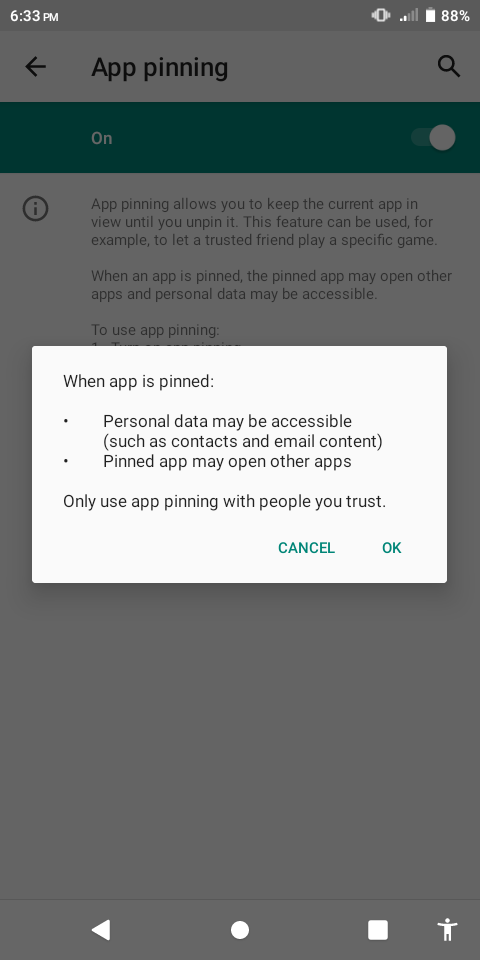 6:33 PM
88%
App pinning
On
App pinning allows you to keep the current app in
view until you unpin it. This feature can be used, for
example, to let a trusted friend play a specific game.
When an app is pinned, the pinned app may open other
apps and personal data may be accessible.
To use app pinning:
When app is pinned:
• Personal data may be accessible
(such as contacts and email content)
• Pinned app may open other apps
Only use app pinning with people you trust.
CANCEL OK